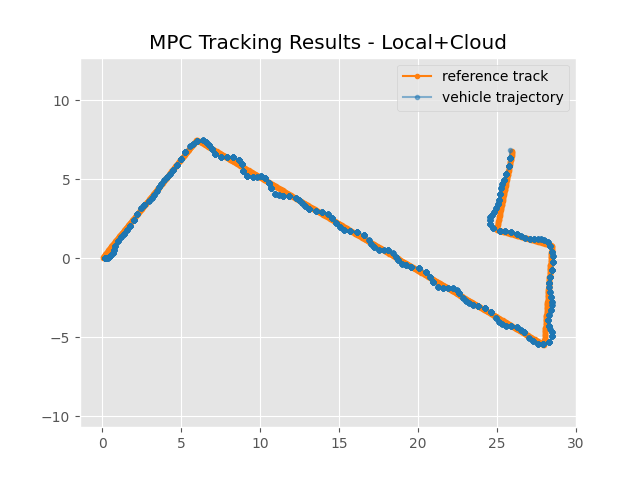 MPC Tracking Results - Local+Cloud
reference track
vehicle trajectory
10
5
0
−5
−10
0 5 10 15 20 25 30